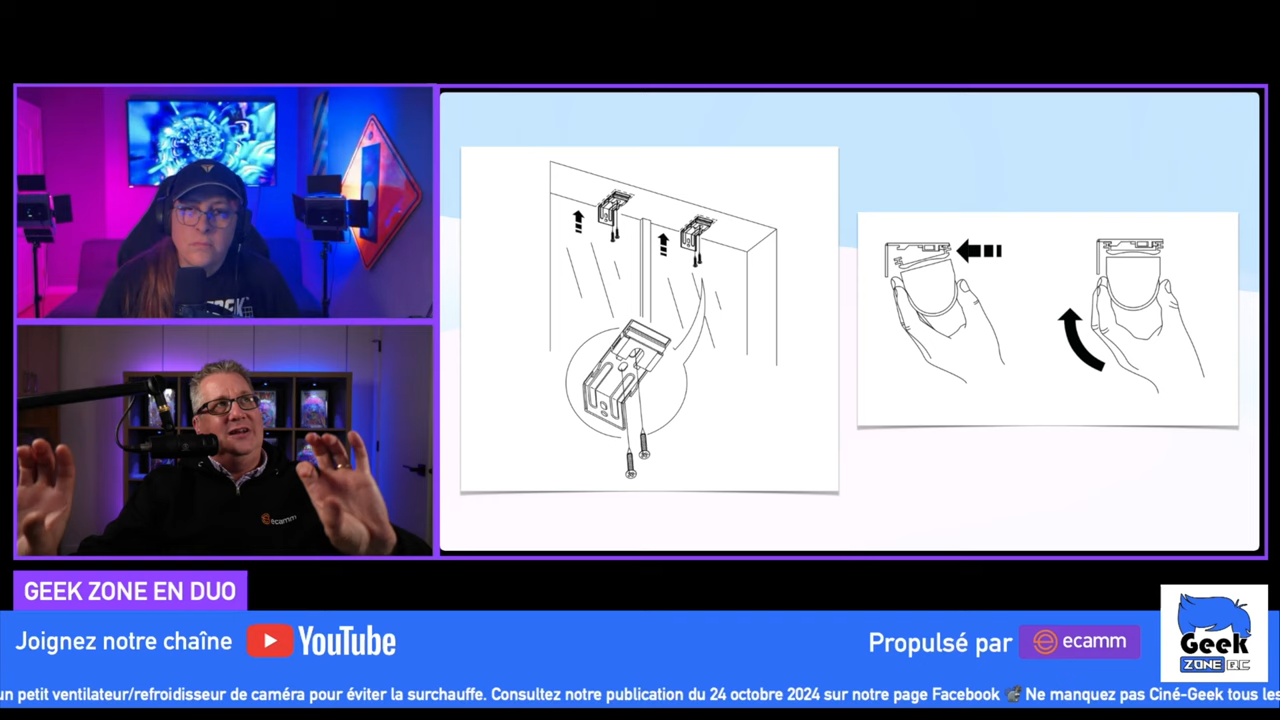 ecamm
GEEK ZONE EN DUO
Joignez notre chaîne
YouTube
Propulsé par
ecamm
Geek
ZONE QC
un petit ventilateur/refroidisseur de caméra pour éviter la surchauffe. Consultez notre publication du 24 octobre 2024 sur notre page Facebook 📽️ Ne manquez pas Ciné-Geek tous les